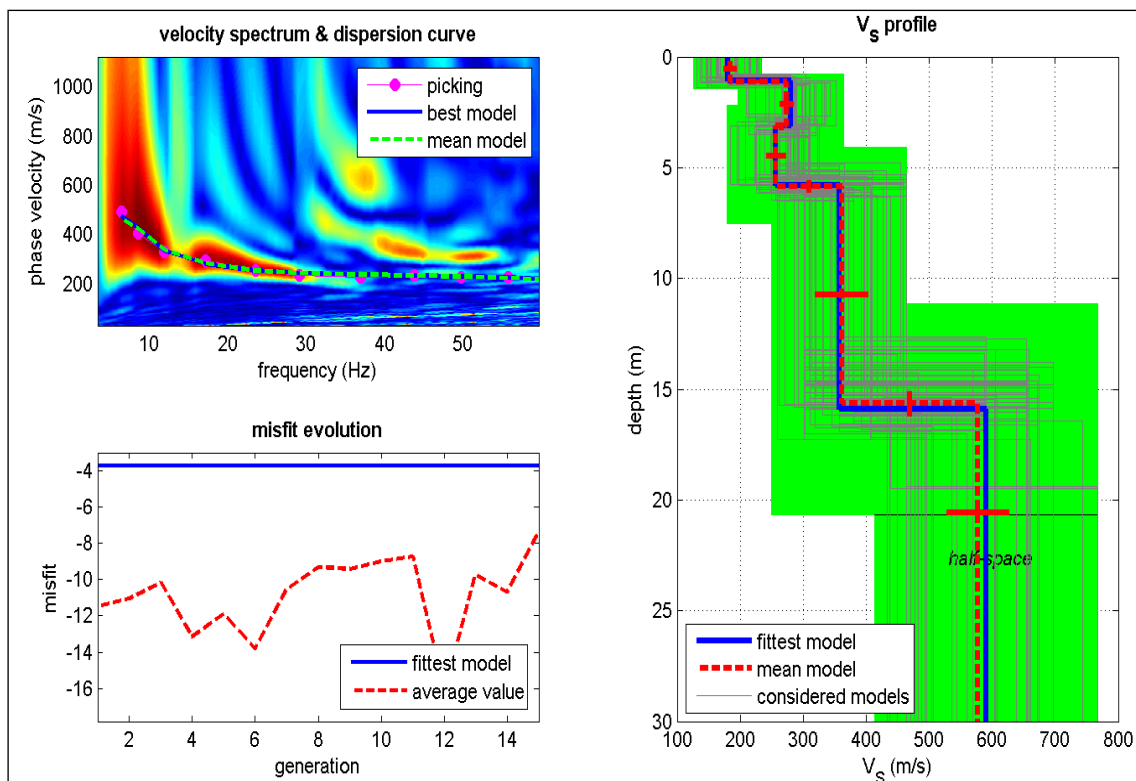 velocity spectrum & dispersion curve
1000
800
600
400
200
phase velocity (m/s)
picking
best model
mean model
10
20
30
40
50
frequency (Hz)
misfit evolution
-4
-6
-8
-10
-12
-14
-16
misfit
fittest model
average value
2
4
6
8
10
12
14
generation
VS profile
0
5
10
15
20
25
30
depth (m)
half-space
fittest model
mean model
considered models
100
200
300
400
500
600
700
800
VS (m/s)